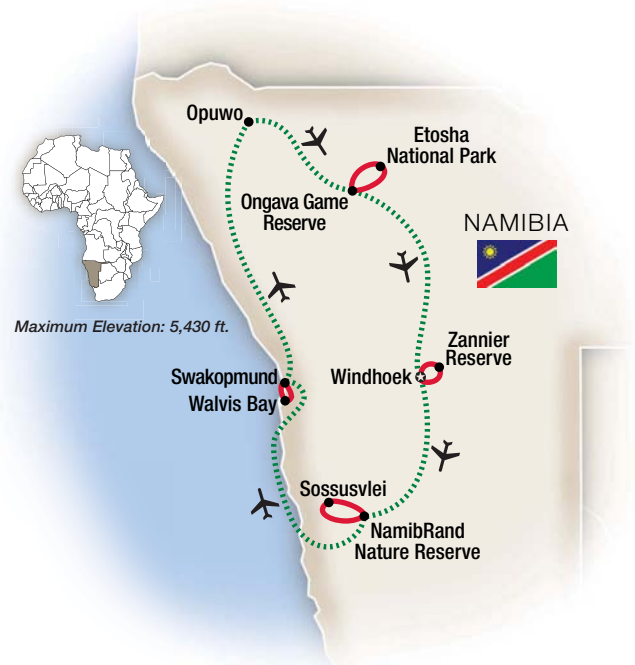 Opuwo
Etosha
National Park
Ongava Game
Reserve
NAMIBIA
Maximum Elevation: 5,430 ft.
Zannier
Reserve
Swakopmund
Windhoek
Walvis Bay
Sossusvlei
NamibRand
Nature Reserve